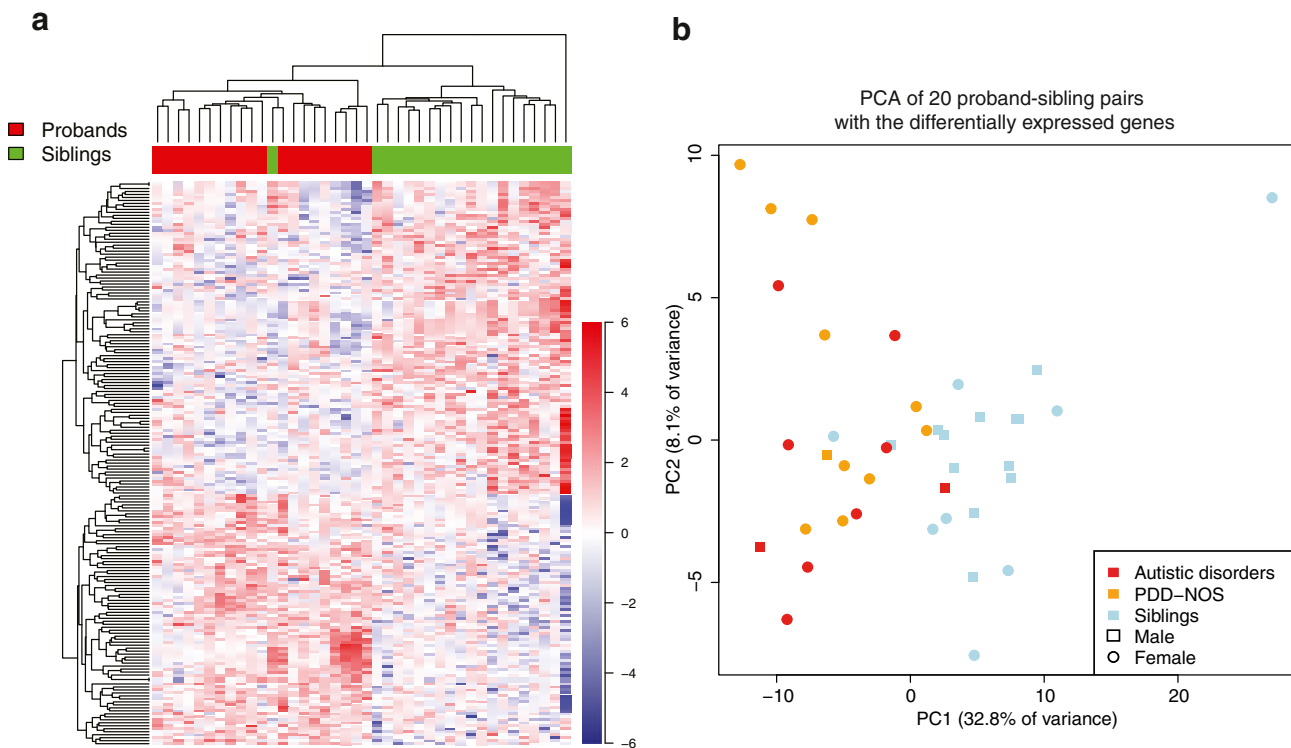 a
Probands
Siblings
6
4
2
0
−2
−4
−6
b
PCA of 20 proband-sibling pairs
with the differentially expressed genes
PC2 (8.1% of variance)
10
5
0
−5
−10
0
10
20
PC1 (32.8% of variance)
Autistic disorders
PDD−NOS
Siblings
Male
Female